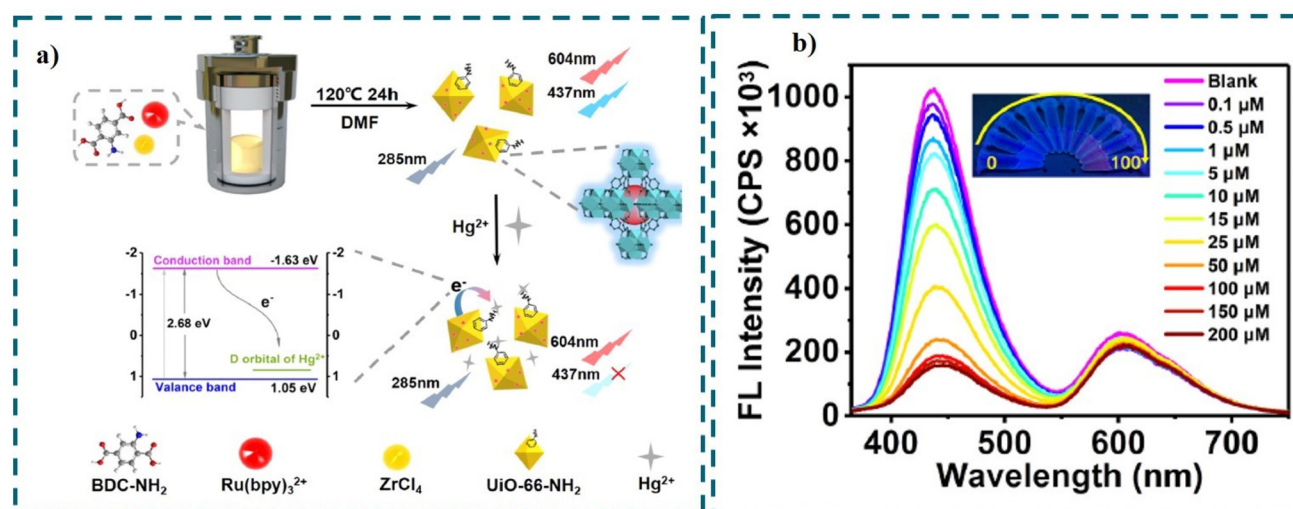 a)
120℃ 24h
DMF
604nm
437nm
285nm
Hg²⁺
-2
Conduction band
-1.63 eV
-2
-1
-1
e⁻
0
2.68 eV
0
D orbital of Hg²⁺
1
Valance band
1.05 eV
1
e⁻
604nm
437nm
285nm
BDC-NH₂
Ru(bpy)₃²⁺
ZrCl₄
UiO-66-NH₂
Hg²⁺
b)
FL Intensity (CPS ×10³)
1000
800
600
400
200
0
0
100
Blank
0.1 µM
0.5 µM
1 µM
5 µM
10 µM
15 µM
25 µM
50 µM
100 µM
150 µM
200 µM
400
500
600
700
Wavelength (nm)